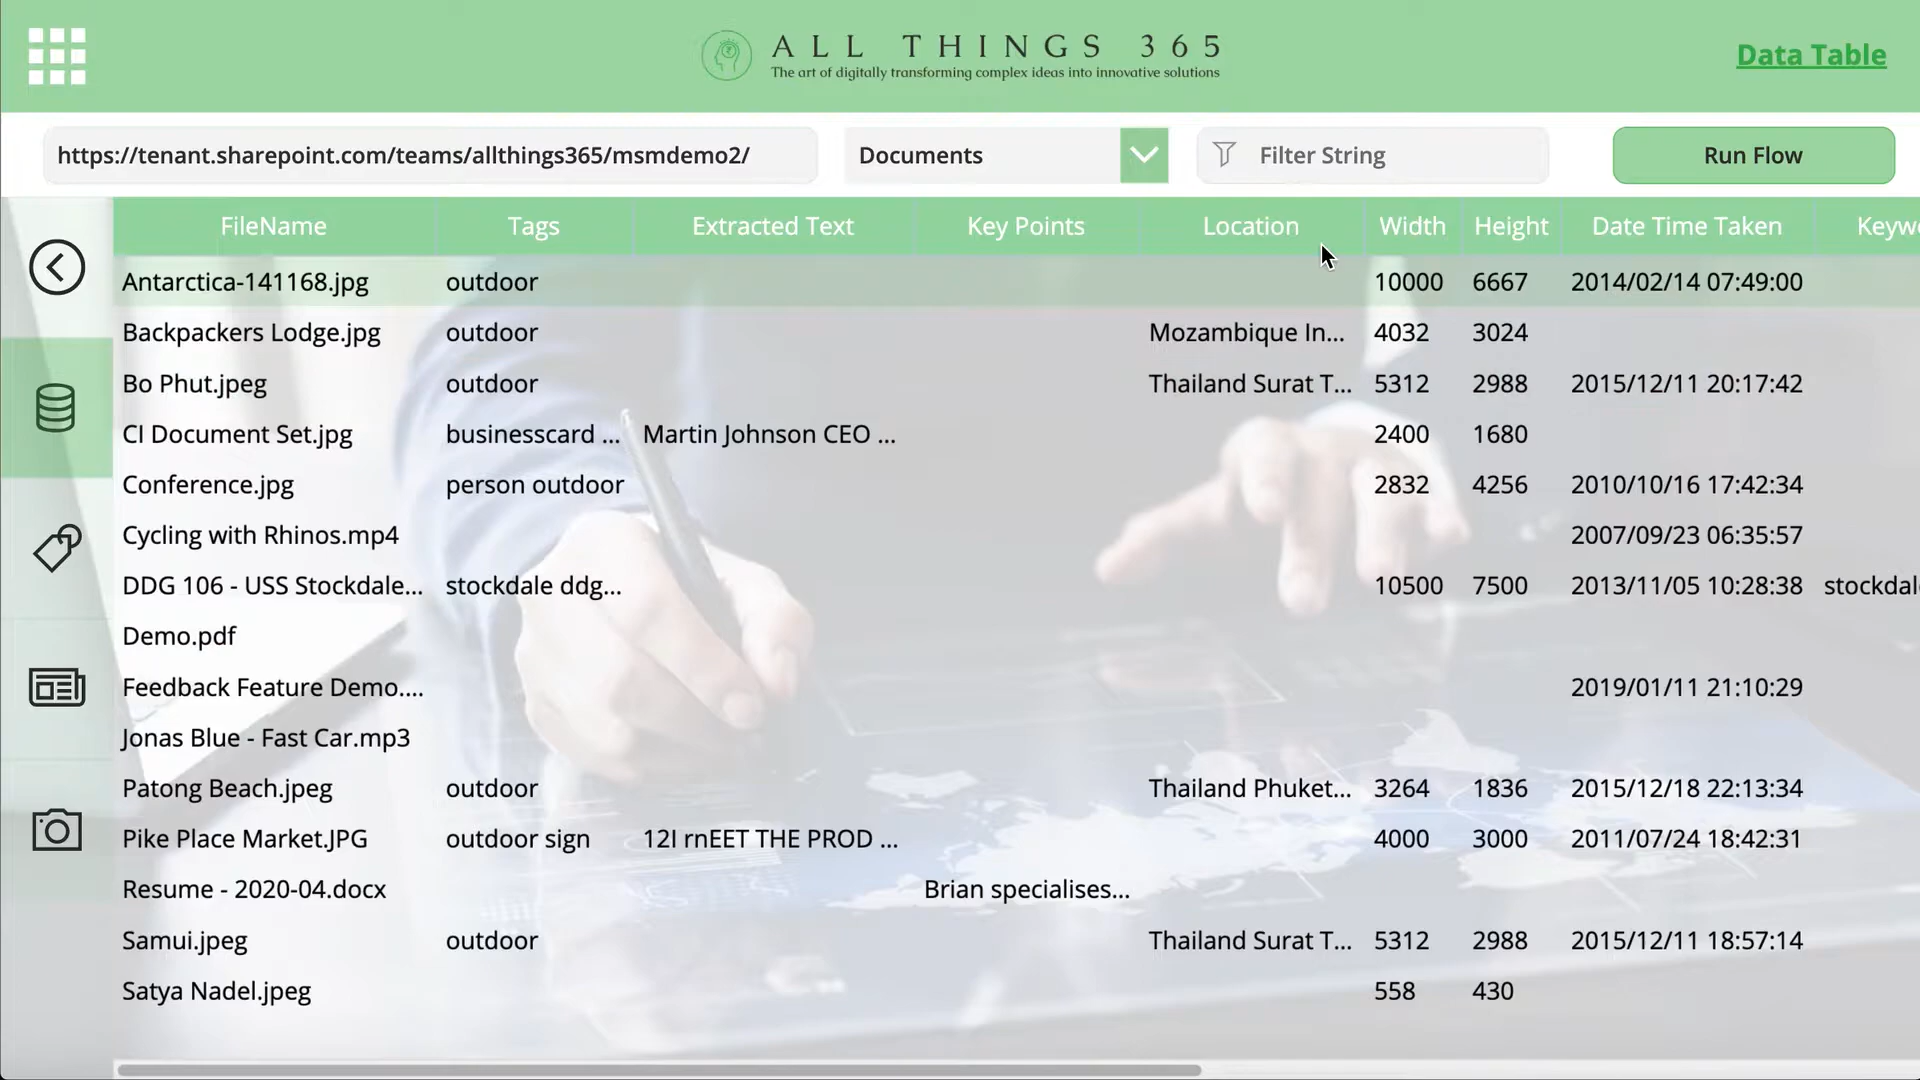 ALL THINGS 365
The art of digitally transforming complex ideas into innovative solutions
Data Table
https://tenant.sharepoint.com/teams/allthings365/msmdemo2/ Documents Filter String Run Flow
FileName Tags Extracted Text Key Points Location Width Height Date Time Taken Keyw
Antarctica-141168.jpg outdoor 10000 6667 2014/02/14 07:49:00
Backpackers Lodge.jpg outdoor Mozambique In... 4032 3024
Bo Phut.jpeg outdoor Thailand Surat T... 5312 2988 2015/12/11 20:17:42
CI Document Set.jpg businesscard ... Martin Johnson CEO ... 2400 1680
Conference.jpg person outdoor 2832 4256 2010/10/16 17:42:34
Cycling with Rhinos.mp4 2007/09/23 06:35:57
DDG 106 - USS Stockdale... stockdale ddg... 10500 7500 2013/11/05 10:28:38 stockdal
Demo.pdf
Feedback Feature Demo.... 2019/01/11 21:10:29
Jonas Blue - Fast Car.mp3
Patong Beach.jpeg outdoor Thailand Phuket... 3264 1836 2015/12/18 22:13:34
Pike Place Market.JPG outdoor sign 12I rnEET THE PROD ... 4000 3000 2011/07/24 18:42:31
Resume - 2020-04.docx Brian specialises...
Samui.jpeg outdoor Thailand Surat T... 5312 2988 2015/12/11 18:57:14
Satya Nadel.jpeg 558 430